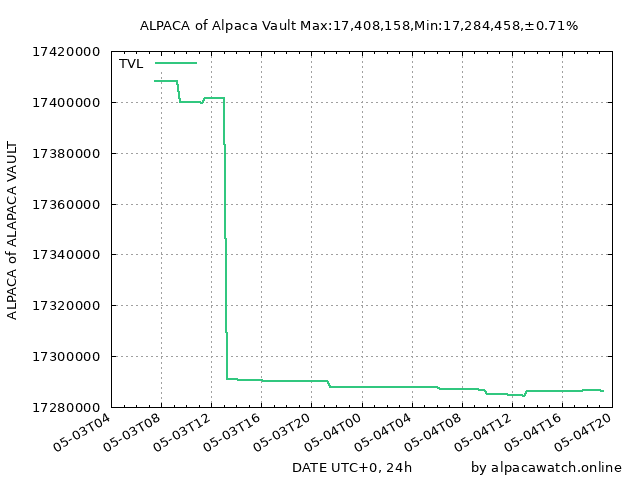 ALPACA of Alpaca Vault Max:17,408,158,Min:17,284,458,±0.71%
17420000
TVL
17400000
17380000
17360000
17340000
17320000
17300000
17280000
ALPACA of ALAPACA VAULT
05-03T04
05-03T08
05-03T12
05-03T16
05-03T20
05-04T00
05-04T04
05-04T08
05-04T12
05-04T16
05-04T20
DATE UTC+0, 24h
by alpacawatch.online